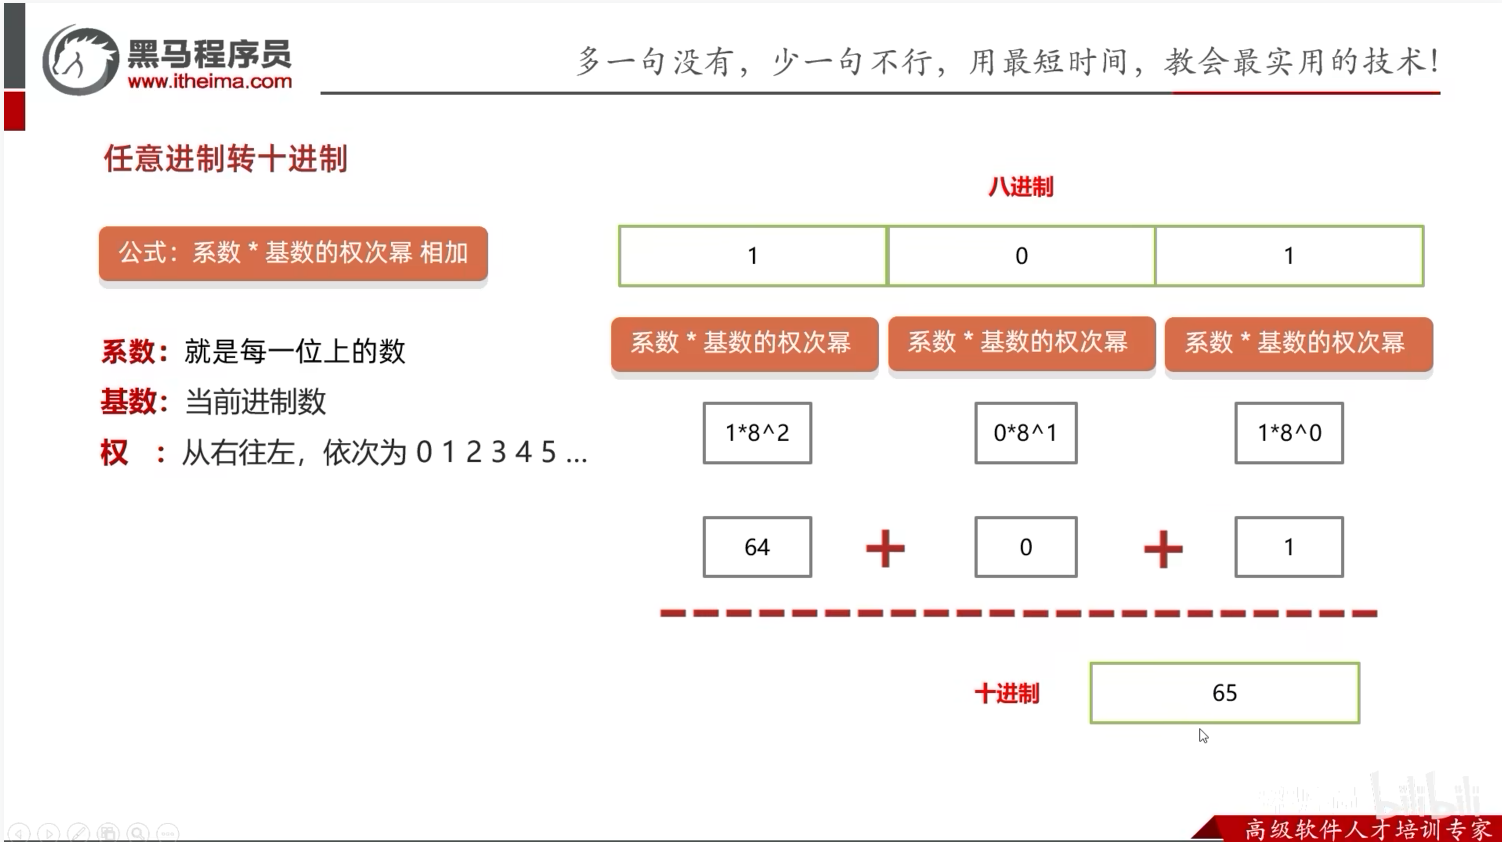 黑马程序员
www.itheima.com
多一句没有，少一句不行，用最短时间，教会最实用的技术！
任意进制转十进制
公式：系数 * 基数的权次幂 相加
系数：就是每一位上的数
基数：当前进制数
权 ：从右往左，依次为 0 1 2 3 4 5 ...
八进制
1 0 1
系数 * 基数的权次幂 系数 * 基数的权次幂 系数 * 基数的权次幂
1*8^2 0*8^1 1*8^0
64 + 0 + 1
十进制 65
bilibili
高级软件人才培训专家